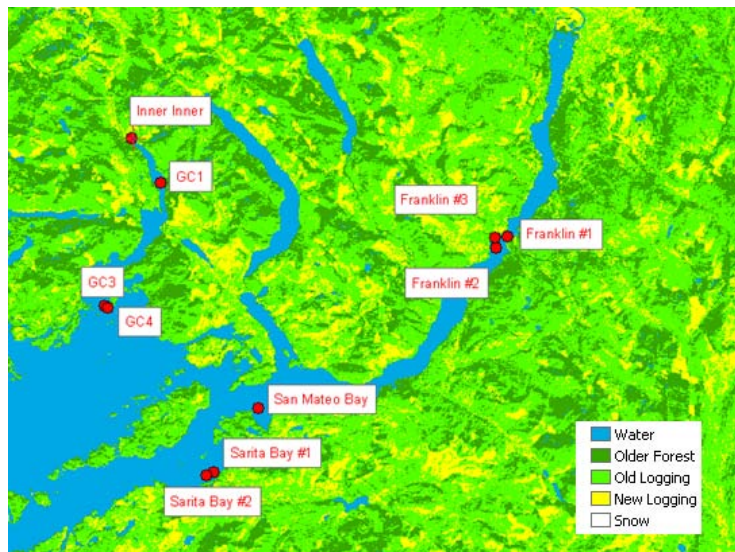 Inner Inner
GC1
Franklin #3
Franklin #1
Franklin #2
GC3
GC4
San Mateo Bay
Sarita Bay #1
Sarita Bay #2
Water
Older Forest
Old Logging
New Logging
Snow